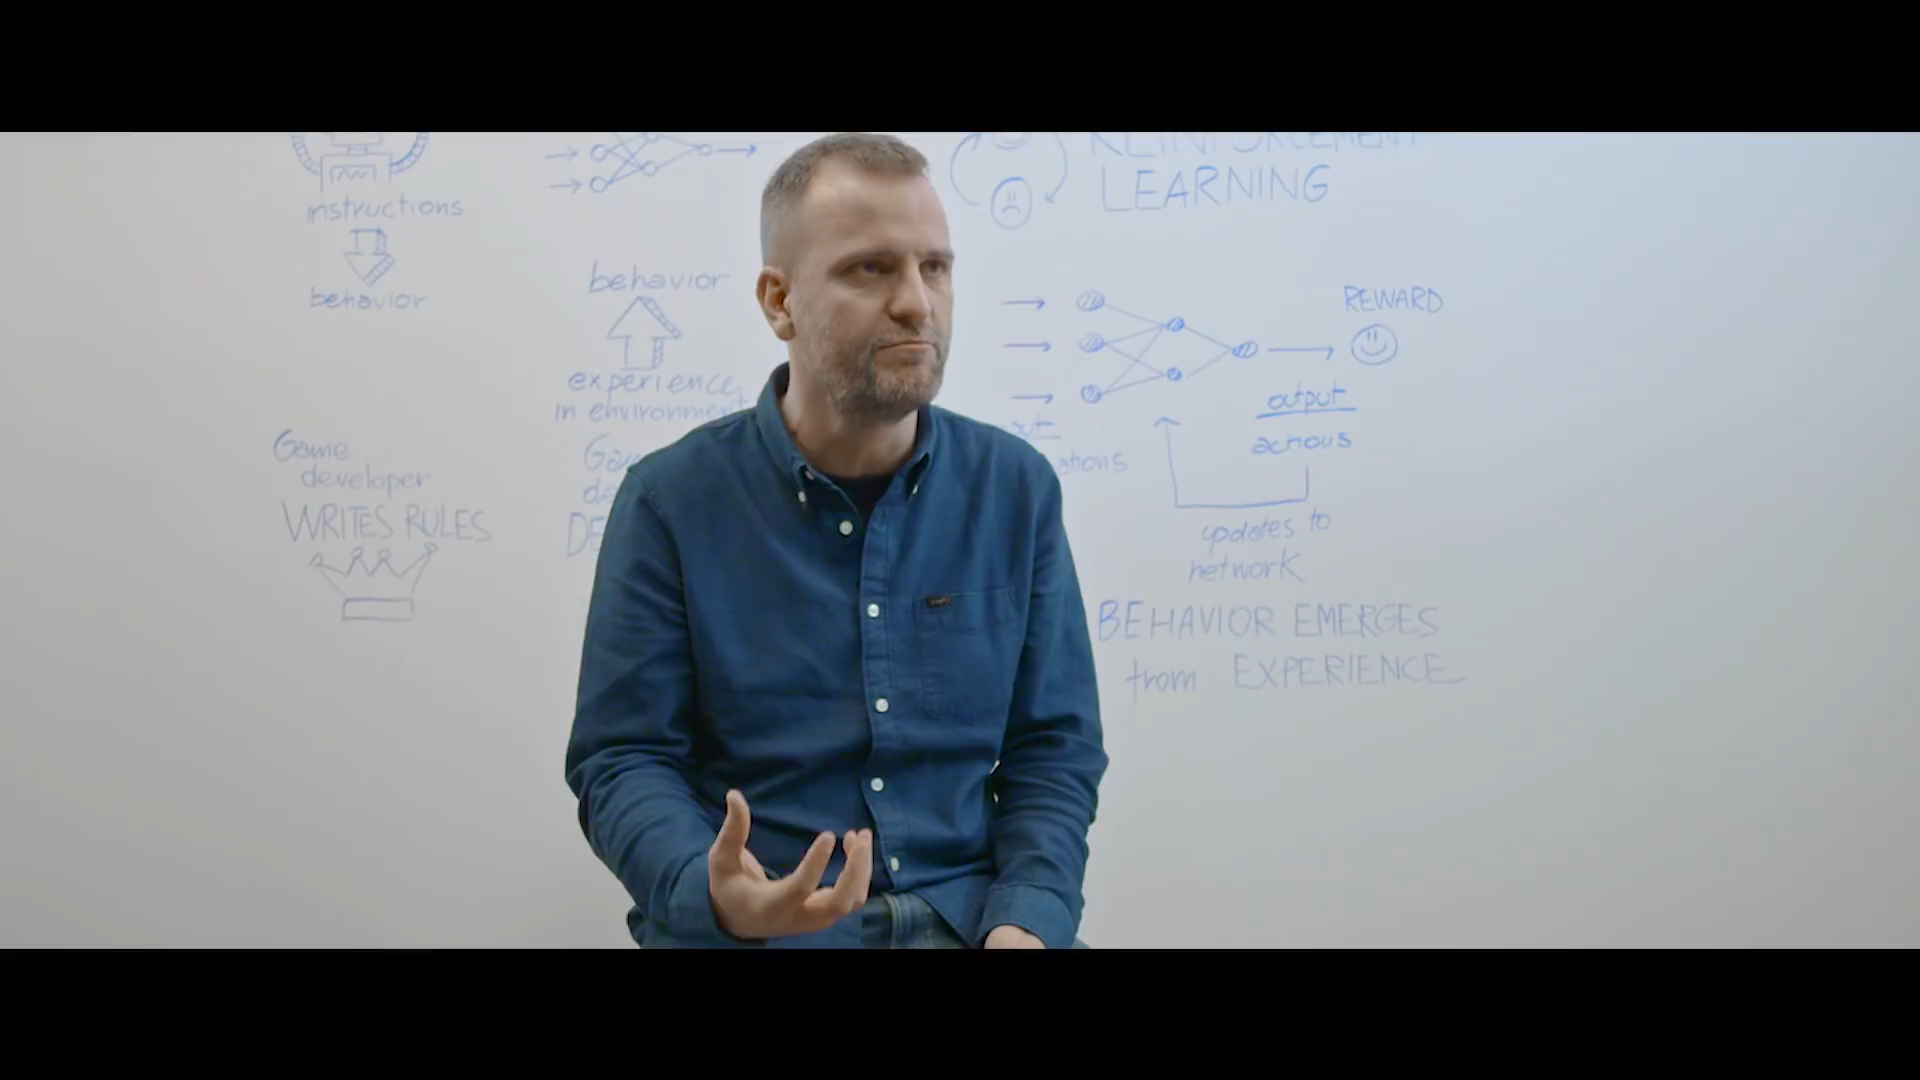 instructions
behavior
Game
developer
WRITES RULES
behavior
experience
in environment
REINFORCEMENT
LEARNING
REWARD
output
actions
updates to
network
BEHAVIOR EMERGES
from EXPERIENCE